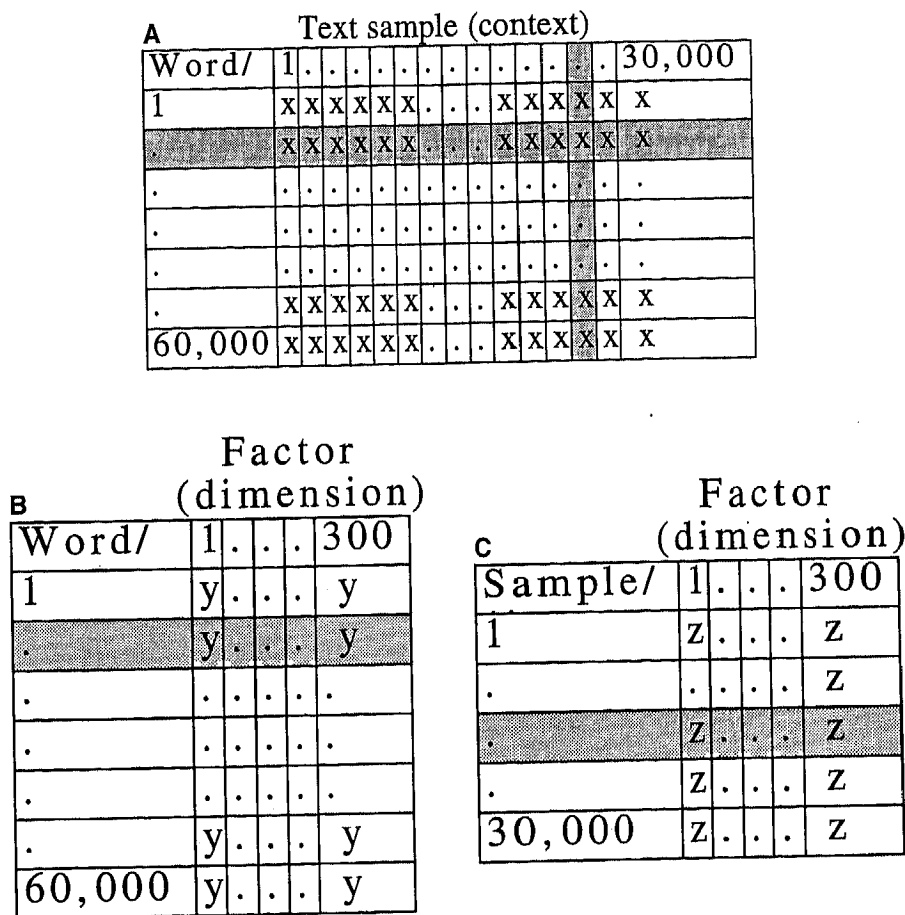 A
Text sample (context)
Word/ 1 . . . . . . . . . . . . . 30,000
1 x x x x x x . . . x x x x x x
. x x x x x x . . . x x x x x x
. . . . . . . . . . . . . . . .
. . . . . . . . . . . . . . . .
. . . . . . . . . . . . . . . .
. x x x x x x . . . x x x x x x
60,000 x x x x x x . . . x x x x x x
B
Factor
(dimension)
Word/ 1 . . . 300
1 y . . . y
. y . . . y
. . . . . .
. . . . . .
. . . . . .
. y . . . y
60,000 y . . . y
C
Factor
(dimension)
Sample/ 1 . . . 300
1 z . . . z
. . . . . z
. z . . . z
. z . . . z
30,000 z . . . z